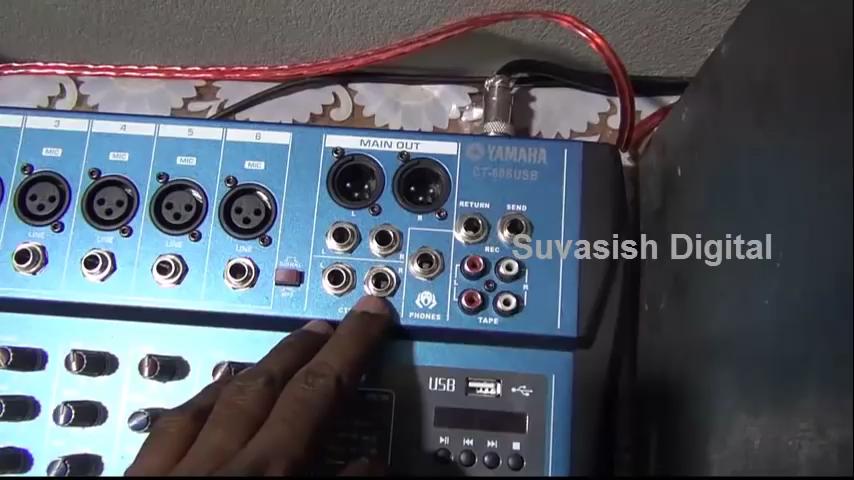 3
4
5
6
MAIN OUT
YAMAHA
CT-60SUSB
MIC
MIC
MIC
MIC
L
R
RETURN
SEND
LINE
LINE
LINE
LINE
L
R
REC
L
R
L
R
PHONES
TAPE
USB
Suvasish Digital